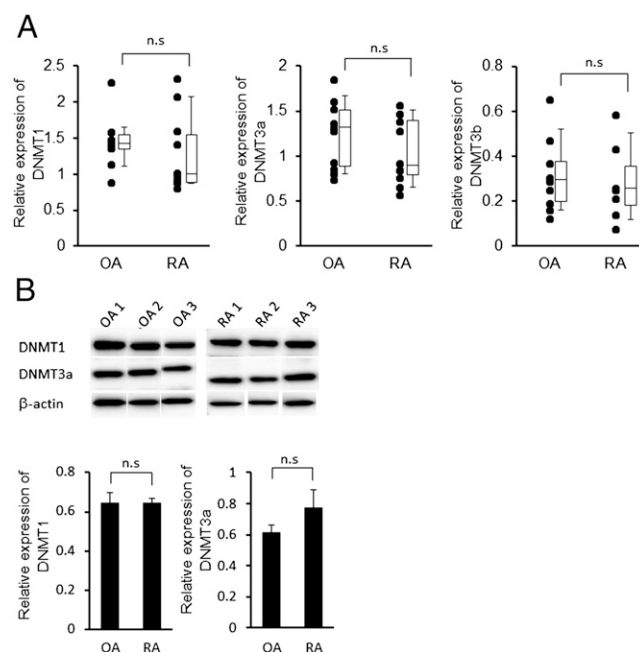 A
n.s
n.s
n.s
Relative expression of
DNMT1
2.5
2
1.5
1
0.5
0
OA
RA
Relative expression of
DNMT3a
2
1.5
1
0.5
0
OA
RA
Relative expression of
DNMT3b
0.8
0.6
0.4
0.2
0
OA
RA
B
OA 1
OA 2
OA 3
RA 1
RA 2
RA 3
DNMT1
DNMT3a
β-actin
n.s
Relative expression of
DNMT1
0.8
0.6
0.4
0.2
0
OA
RA
n.s
Relative expression of
DNMT3a
1
0.8
0.6
0.4
0.2
0
OA
RA